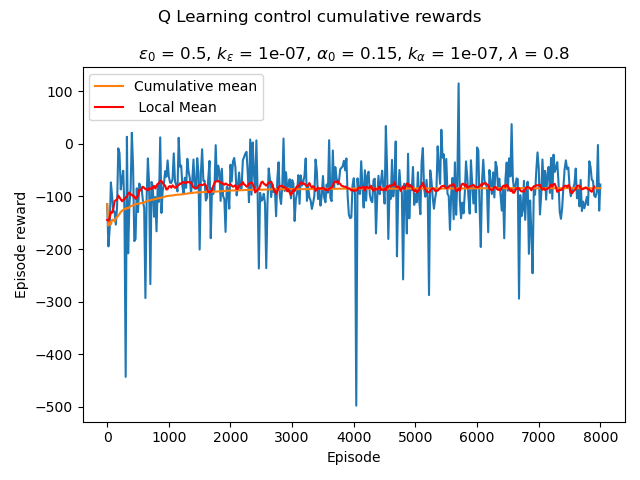 Q Learning control cumulative rewards
ε₀ = 0.5, kε = 1e-07, α₀ = 0.15, kα = 1e-07, λ = 0.8
Cumulative mean
Local Mean
Episode reward
100
0
−100
−200
−300
−400
−500
0 1000 2000 3000 4000 5000 6000 7000 8000
Episode